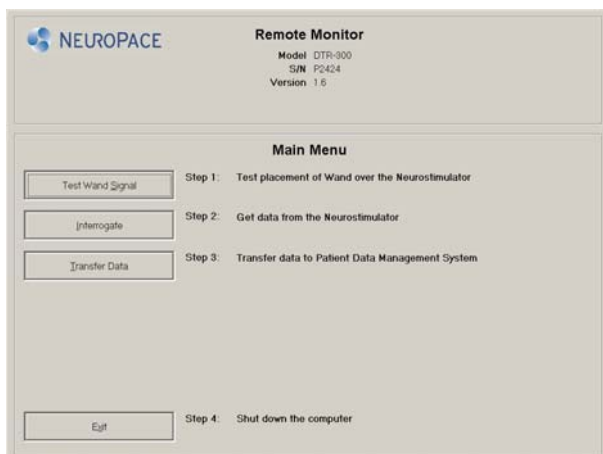 NEUROPACE
Remote Monitor
Model DTR-300
S/N P2424
Version 1.6
Main Menu
Test Wand Signal Step 1: Test placement of Wand over the Neurostimulator
Interrogate Step 2: Get data from the Neurostimulator
Transfer Data Step 3: Transfer data to Patient Data Management System
Exit Step 4: Shut down the computer